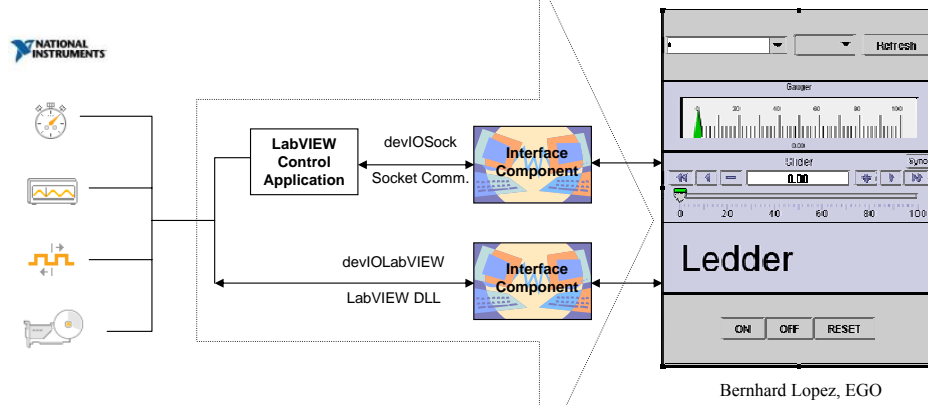 NATIONAL
INSTRUMENTS
LabVIEW
Control
Application
devIOSock
Socket Comm.
Interface
Component
devIOLabVIEW
LabVIEW DLL
Interface
Component
Refresh
Gauger
0 20 40 60 80 100
0.00
Slider
Sync
0.00
0 20 40 60 80 100
Ledder
ON OFF RESET
Bernhard Lopez, EGO